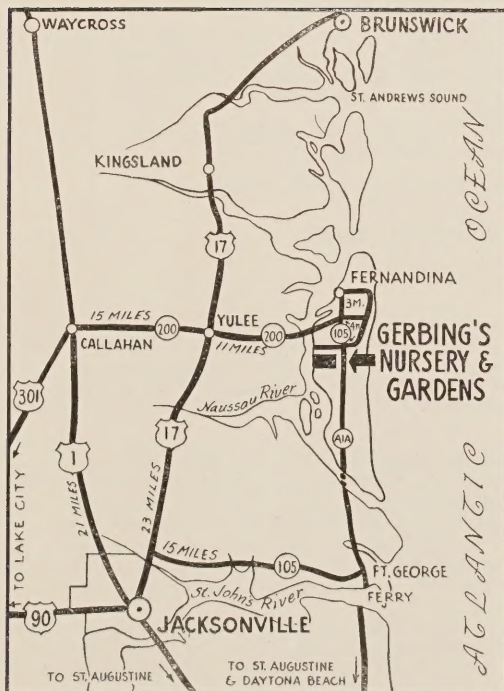 WAYCROSS
BRUNSWICK
ST. ANDREWS SOUND
OCEAN
KINGSLAND
17
FERNANDINA
3M.
15 MILES
200
YULEE
11 MILES
200
105
4M.
CALLAHAN
GERBING'S
NURSERY &
GARDENS
301
Naussau River
17
1
A1A
ATLANTIC
TO LAKE CITY
21 MILES
23 MILES
15 MILES
105
FT. GEORGE
FERRY
St. Johns River
90
JACKSONVILLE
TO ST. AUGUSTINE
TO ST. AUGUSTINE
& DAYTONA BEACH